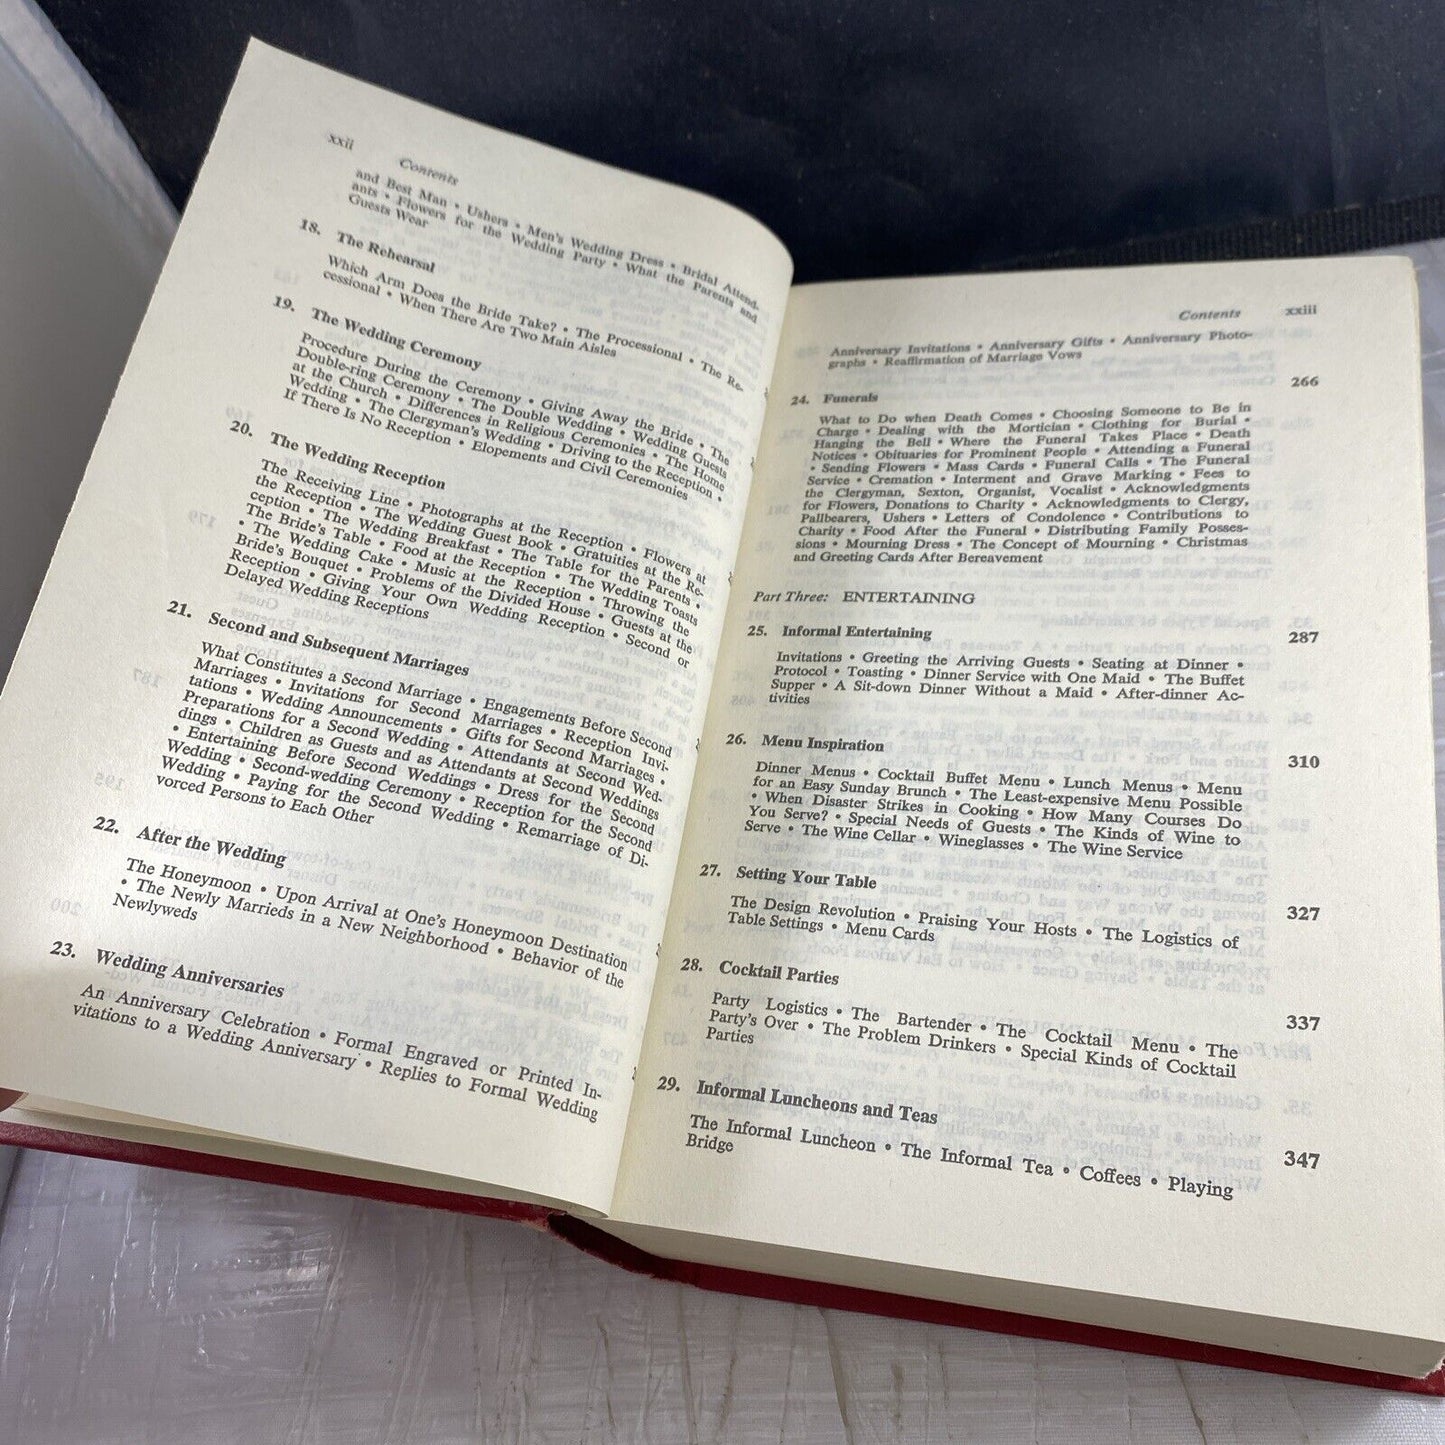 xxii Contents
and Best Man • Ushers • Men's Wedding Dress • Bridal Attend-
ants • Flowers for the Wedding Party • What the Parents and
Guests Wear
18. The Rehearsal
Which Arm Does the Bride Take? • The Processional • The Re-
cessional • When There Are Two Main Aisles
19. The Wedding Ceremony
Procedure During the Ceremony • Giving Away the Bride • The
Double-ring Ceremony • The Double Wedding • Wedding Guests
at the Church • Differences in Religious Ceremonies • The Home
Wedding • The Clergyman's Wedding • Driving to the Reception •
If There Is No Reception • Elopements and Civil Ceremonies
20. The Wedding Reception
The Receiving Line • Photographs at the Reception • Flowers at
the Reception • The Wedding Guest Book • Gratuities at the Re-
ception • The Wedding Breakfast • The Table for the Parents •
The Bride's Table • Food at the Reception • The Wedding Toasts
• The Wedding Cake • Music at the Reception • Throwing the
Bride's Bouquet • Problems of the Divided House • Guests at the
Reception • Giving Your Own Wedding Reception • Second or
Delayed Wedding Receptions
21. Second and Subsequent Marriages
What Constitutes a Second Marriage • Engagements Before Second
Marriages • Invitations for Second Marriages • Reception Invi-
tations • Wedding Announcements • Gifts for Second Marriages •
Preparations for a Second Wedding • Attendants at Second Wed-
dings • Children as Guests and as Attendants at Second Weddings
• Entertaining Before Second Weddings • Dress for the Second
Wedding • Second-wedding Ceremony • Reception for the Second
Wedding • Paying for the Second Wedding • Remarriage of Di-
vorced Persons to Each Other
22. After the Wedding
The Honeymoon • Upon Arrival at One's Honeymoon Destination
• The Newly Marrieds in a New Neighborhood • Behavior of the
Newlyweds
23. Wedding Anniversaries
An Anniversary Celebration • Formal Engraved or Printed In-
vitations to a Wedding Anniversary • Replies to Formal Wedding
Contents xxiii
Anniversary Invitations • Anniversary Gifts • Anniversary Photo-
graphs • Reaffirmation of Marriage Vows
24. Funerals 266
What to Do when Death Comes • Choosing Someone to Be in
Charge • Dealing with the Mortician • Clothing for Burial •
Hanging the Bell • Where the Funeral Takes Place • Death
Notices • Obituaries for Prominent People • Attending a Funeral
• Sending Flowers • Mass Cards • Funeral Calls • The Funeral
Service • Cremation • Interment and Grave Marking • Fees to
the Clergyman, Sexton, Organist, Vocalist • Acknowledgments
for Flowers, Donations to Charity • Acknowledgments to Clergy,
Pallbearers, Ushers • Letters of Condolence • Contributions to
Charity • Food After the Funeral • Distributing Family Posses-
sions • Mourning Dress • The Concept of Mourning • Christmas
and Greeting Cards After Bereavement
Part Three: ENTERTAINING
25. Informal Entertaining 287
Invitations • Greeting the Arriving Guests • Seating at Dinner •
Protocol • Toasting • Dinner Service with One Maid • The Buffet
Supper • A Sit-down Dinner Without a Maid • After-dinner Ac-
tivities
26. Menu Inspiration 310
Dinner Menus • Cocktail Buffet Menu • Lunch Menus • Menu
for an Easy Sunday Brunch • The Least-expensive Menu Possible
• When Disaster Strikes in Cooking • How Many Courses Do
You Serve? • Special Needs of Guests • The Kinds of Wine to
Serve • The Wine Cellar • Wineglasses • The Wine Service
27. Setting Your Table 327
The Design Revolution • Praising Your Hosts • The Logistics of
Table Settings • Menu Cards
28. Cocktail Parties 337
Party Logistics • The Bartender • The Cocktail Menu • The
Party's Over • The Problem Drinkers • Special Kinds of Cocktail
Parties
29. Informal Luncheons and Teas 347
The Informal Luncheon • The Informal Tea • Coffees • Playing
Bridge